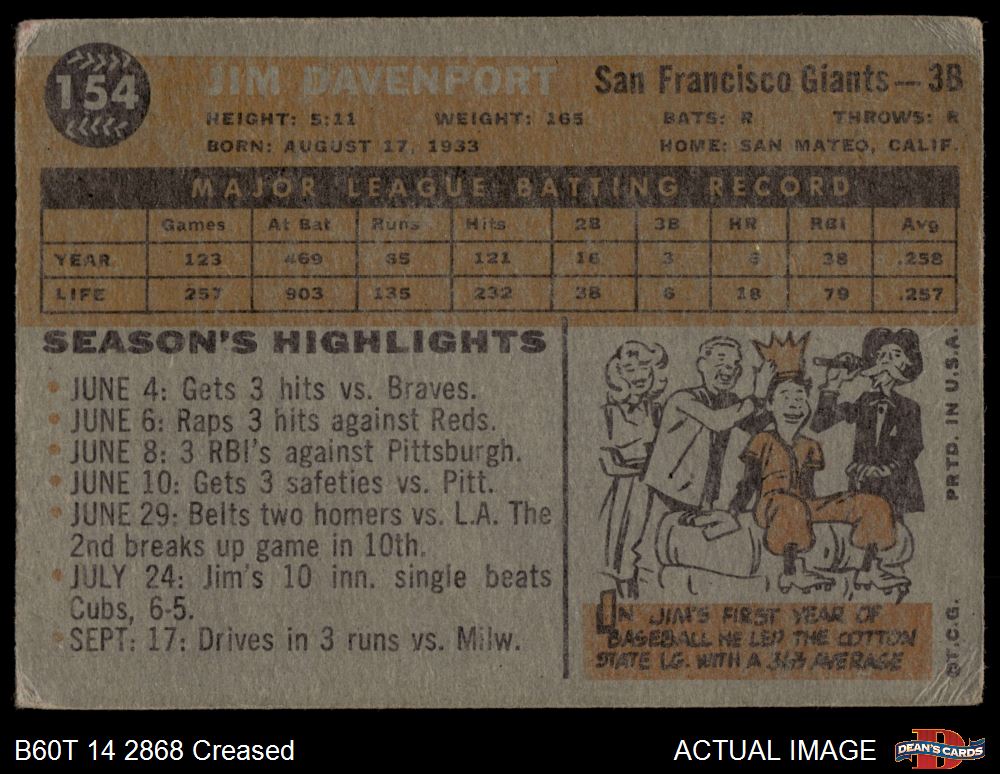 154
JIM DAVENPORT San Francisco Giants — 3B
HEIGHT: 5:11 WEIGHT: 165 BATS: R THROWS: R
BORN: AUGUST 17, 1933 HOME: SAN MATEO, CALIF.
MAJOR LEAGUE BATTING RECORD
Games At Bat Runs Hits 2B 3B HR RBI Avg
YEAR 123 469 65 121 16 3 6 38 .258
LIFE 257 903 135 232 38 6 18 79 .257
SEASON'S HIGHLIGHTS
• JUNE 4: Gets 3 hits vs. Braves.
• JUNE 6: Raps 3 hits against Reds.
• JUNE 8: 3 RBI's against Pittsburgh.
• JUNE 10: Gets 3 safeties vs. Pitt.
• JUNE 29: Belts two homers vs. L.A. The
2nd breaks up game in 10th.
• JULY 24: Jim's 10 inn. single beats
Cubs, 6-5.
• SEPT: 17: Drives in 3 runs vs. Milw.
IN JIM'S FIRST YEAR OF
BASEBALL HE LED THE COTTON
STATE LG. WITH A .363 AVERAGE
©T.C.G. PRTD. IN U.S.A.
B60T 14 2868 Creased
ACTUAL IMAGE
DEAN'S CARDS